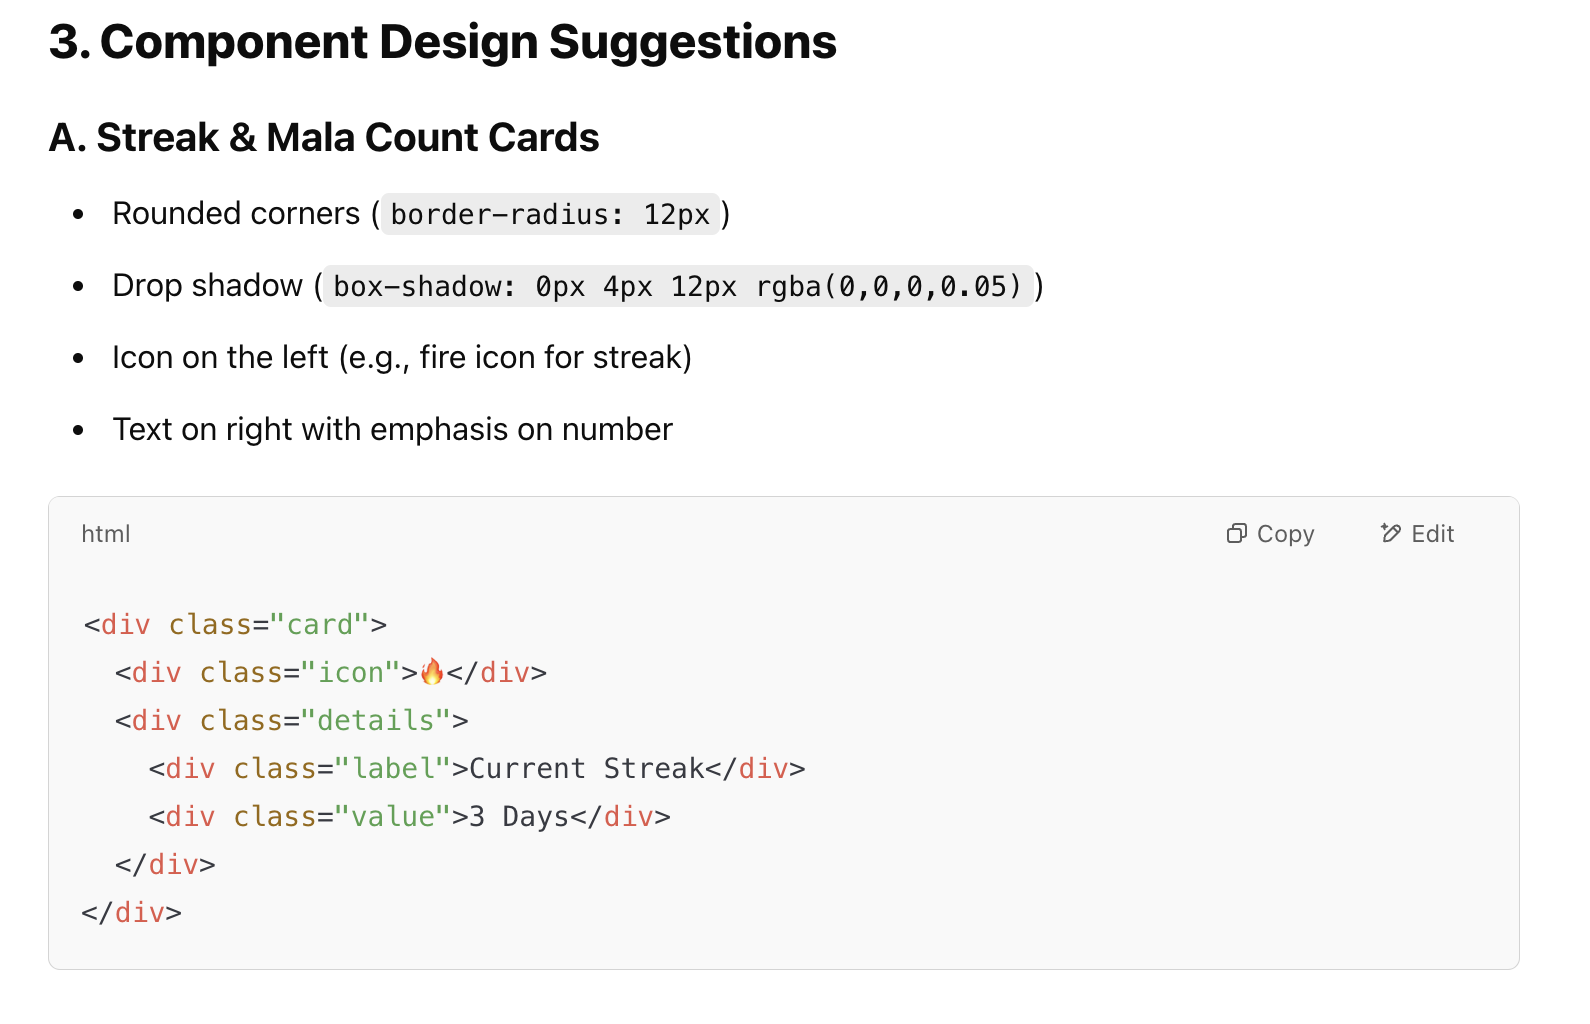 3. Component Design Suggestions
A. Streak & Mala Count Cards
• Rounded corners (border-radius: 12px)
• Drop shadow (box-shadow: 0px 4px 12px rgba(0,0,0,0.05))
• Icon on the left (e.g., fire icon for streak)
• Text on right with emphasis on number
html Copy Edit
<div class="card">
  <div class="icon">🔥</div>
  <div class="details">
    <div class="label">Current Streak</div>
    <div class="value">3 Days</div>
  </div>
</div>